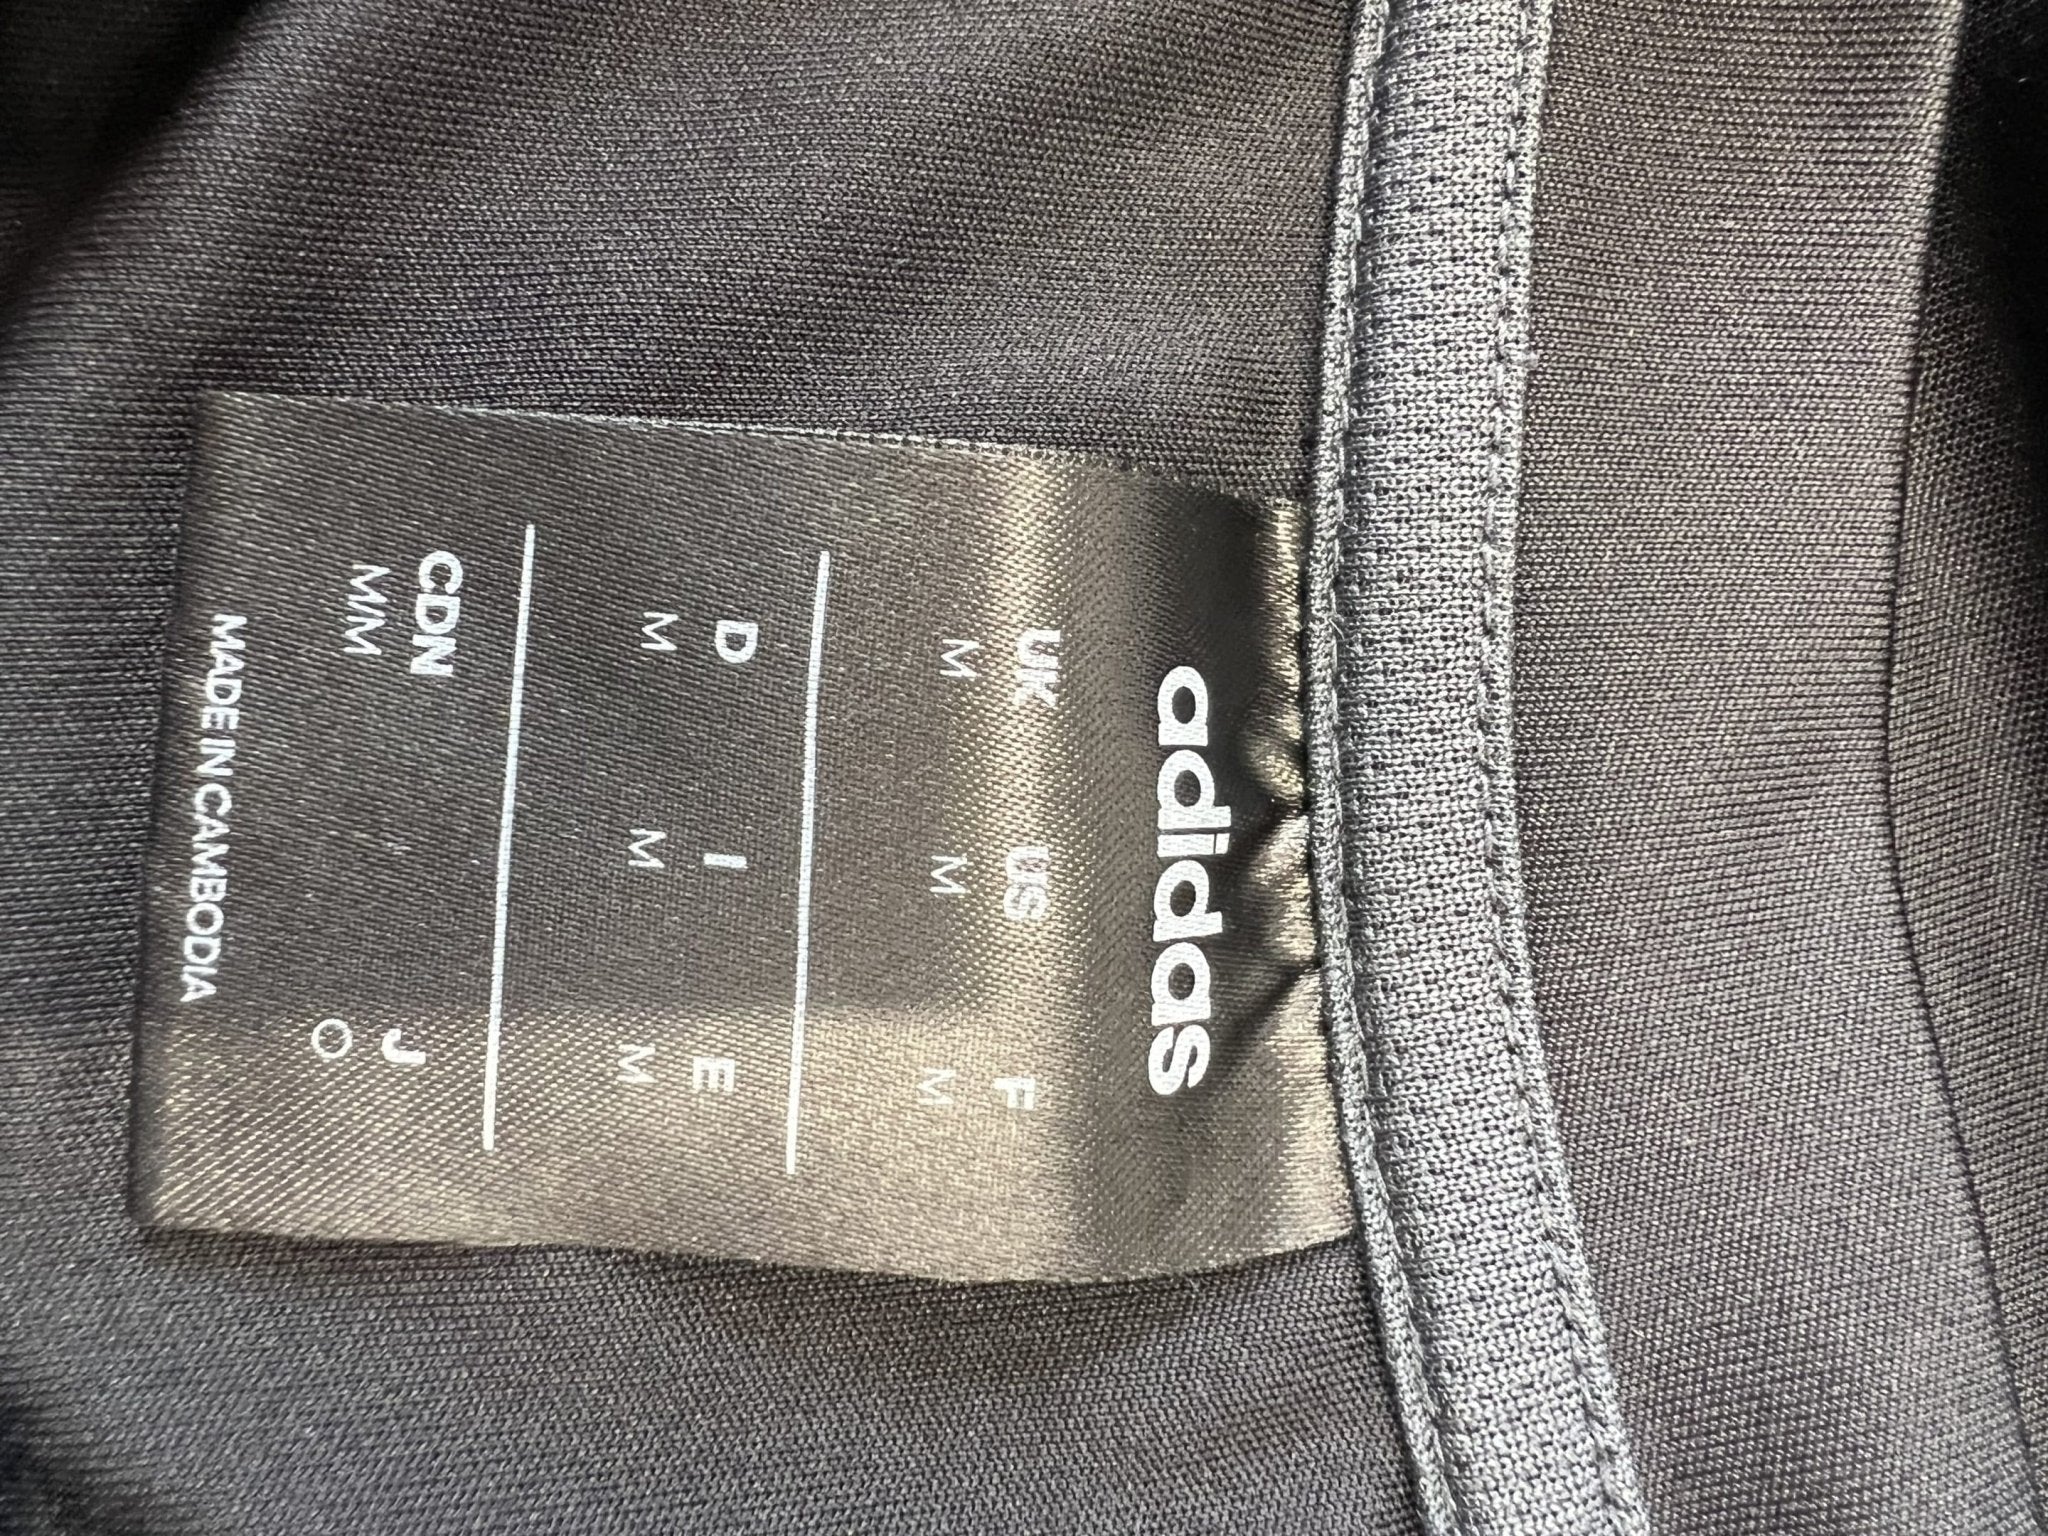 adidas
UK US F
M M M
D I E
M M M
CDN J
M/M O
MADE IN CAMBODIA